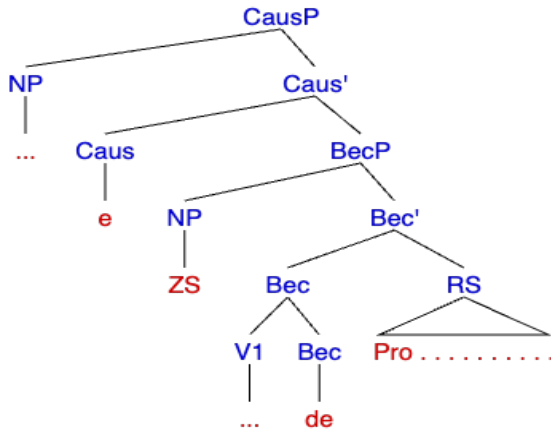 CausP
NP Caus'
... Caus BecP
e NP Bec'
ZS Bec RS
V1 Bec Pro . . . . . . . . . .
... de